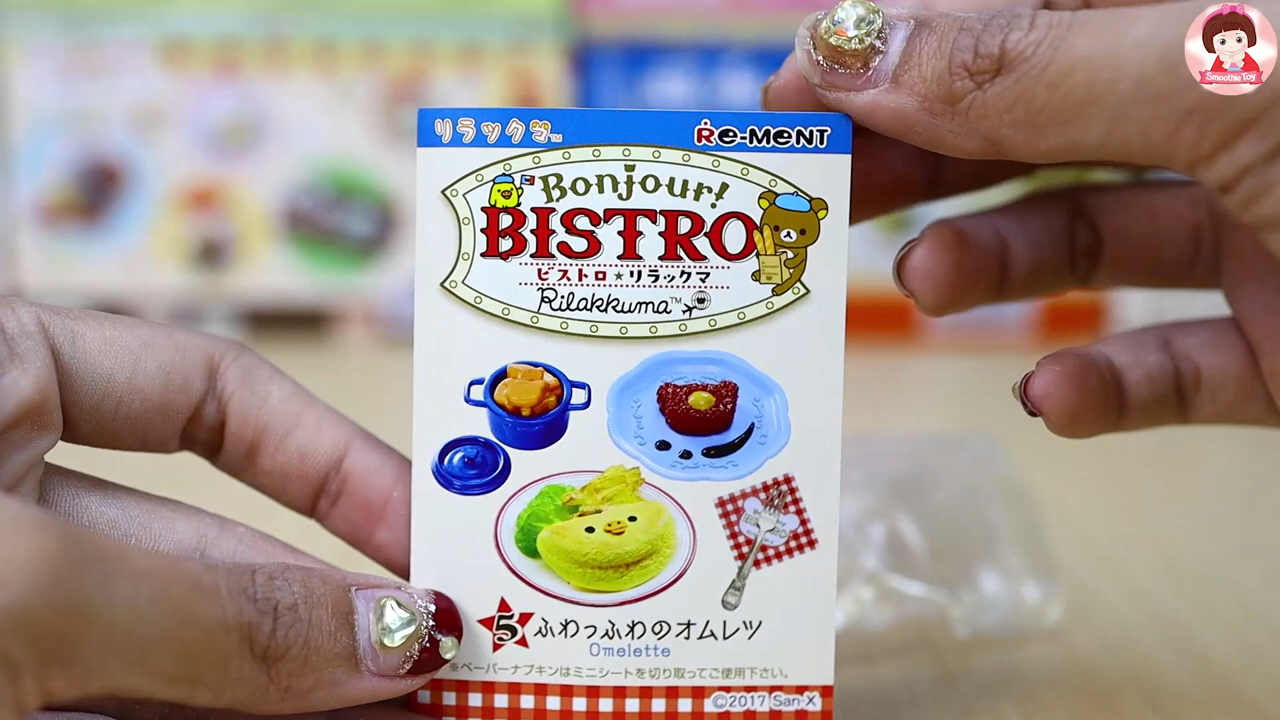 Smoothie Toy
リラックマ™
Re-MeNT
Bonjour!
BISTRO
ビストロ★リラックマ
Rilakkuma™
5 ふわっふわのオムレツ
Omelette
※ペーパーナプキンはミニシートを切り取ってご使用下さい。
©2017 San-X